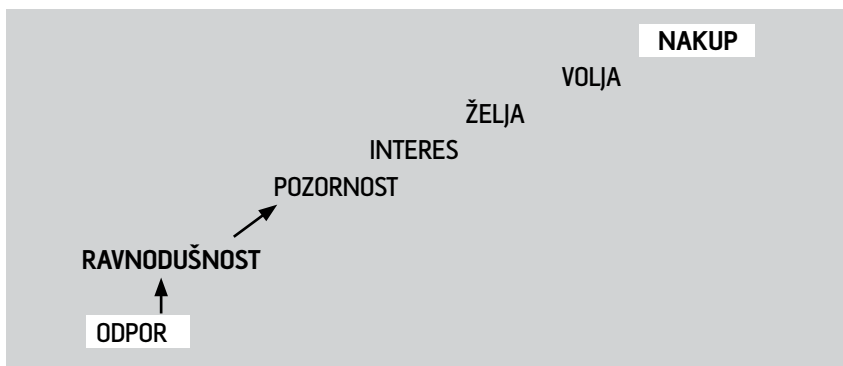 NAKUP
VOLJA
ŽELJA
INTERES
POZORNOST
RAVNODUŠNOST
ODPOR